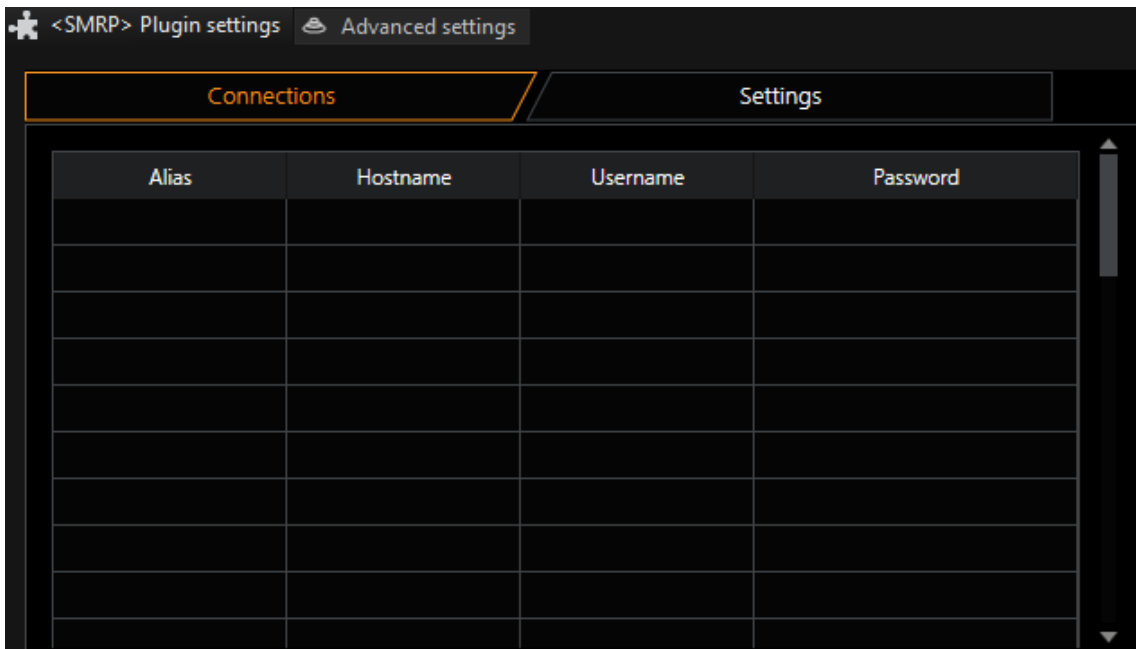 <SMRP> Plugin settings Advanced settings
Connections Settings
Alias Hostname Username Password